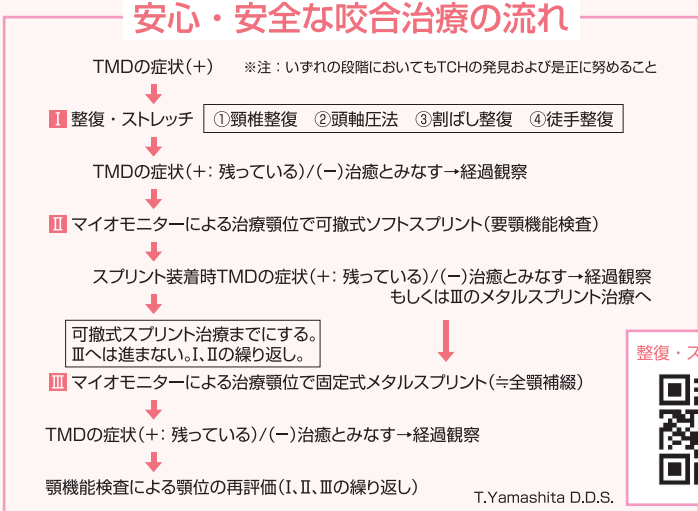 安心・安全な咬合治療の流れ
TMDの症状(+) ※注：いずれの段階においてもTCHの発見および是正に努めること
Ⅰ 整復・ストレッチ ①頸椎整復 ②頭軸圧法 ③割ばし整復 ④徒手整復
TMDの症状(+：残っている)/(−)治癒とみなす→経過観察
Ⅱ マイオモニターによる治療顎位で可撤式ソフトスプリント(要顎機能検査)
スプリント装着時TMDの症状(+：残っている)/(−)治癒とみなす→経過観察
もしくはⅢのメタルスプリント治療へ
可撤式スプリント治療までにする。
Ⅲへは進まない。Ⅰ、Ⅱの繰り返し。
整復・ス
Ⅲ マイオモニターによる治療顎位で固定式メタルスプリント(≒全顎補綴)
TMDの症状(+：残っている)/(−)治癒とみなす→経過観察
顎機能検査による顎位の再評価(Ⅰ、Ⅱ、Ⅲの繰り返し)
T.Yamashita D.D.S.